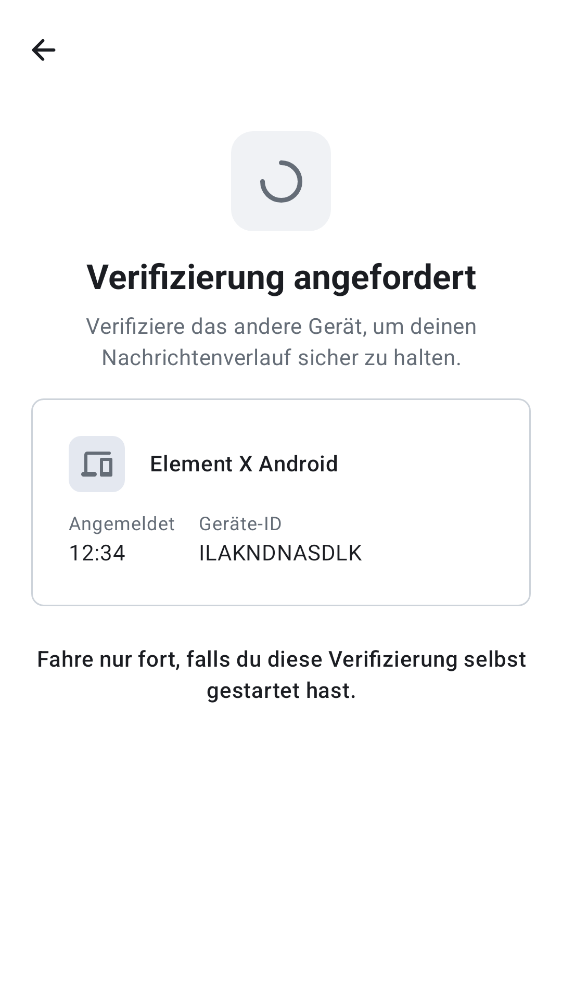 Verifizierung angefordert
Verifiziere das andere Gerät, um deinen
Nachrichtenverlauf sicher zu halten.
Element X Android
Angemeldet Geräte-ID
12:34 ILAKNDNASDLK
Fahre nur fort, falls du diese Verifizierung selbst
gestartet hast.